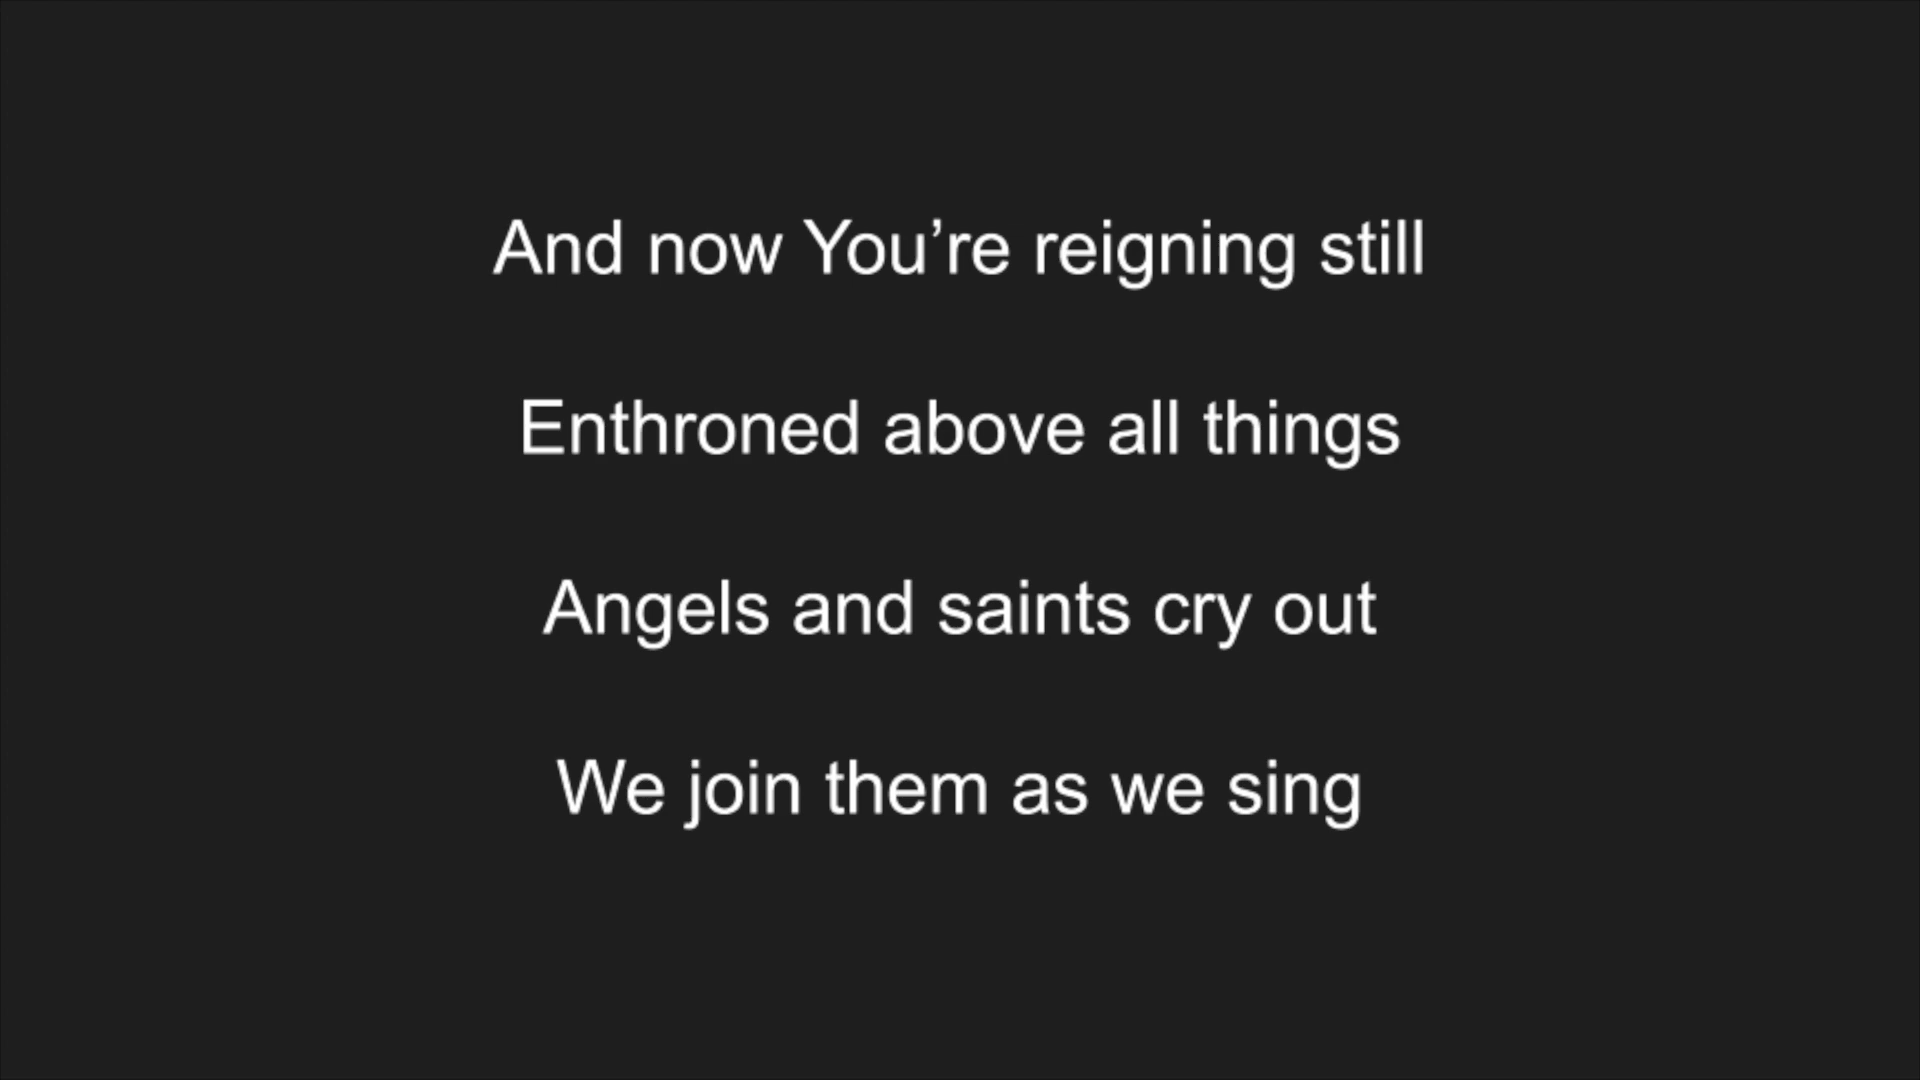 And now You’re reigning still
Enthroned above all things
Angels and saints cry out
We join them as we sing